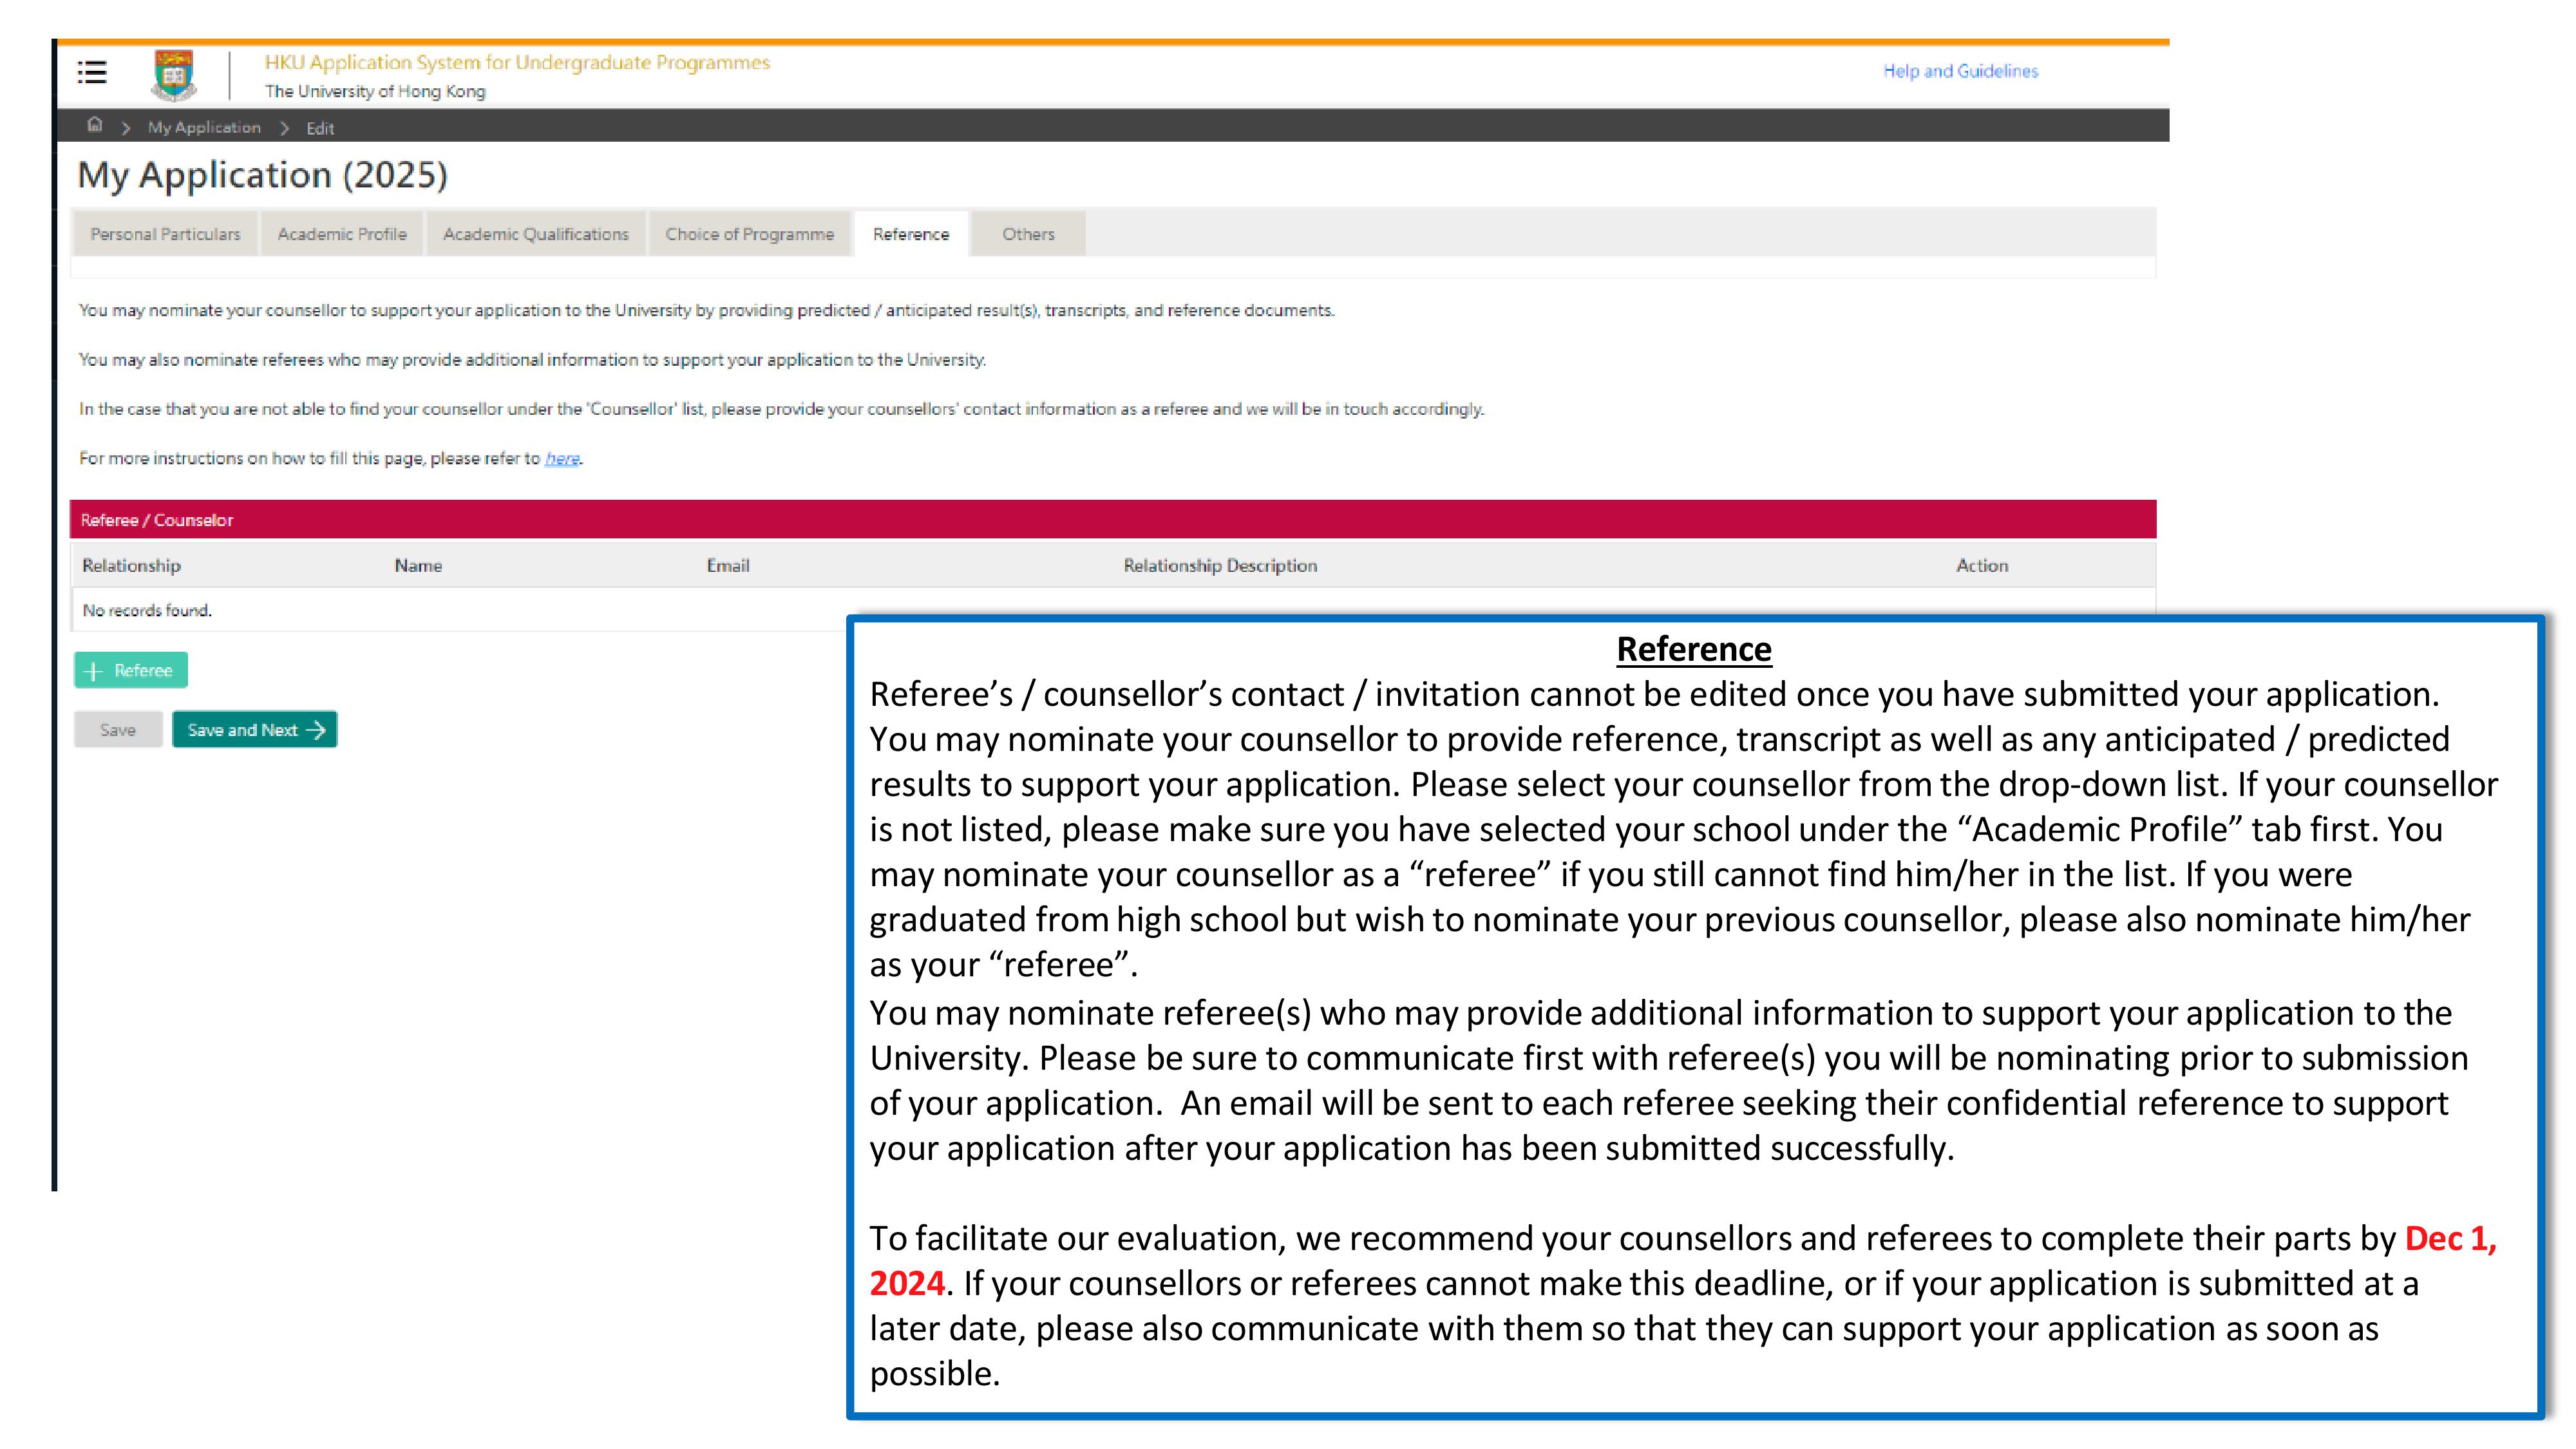 HKU Application System for Undergraduate Programmes
The University of Hong Kong
Help and Guidelines
My Application > Edit
My Application (2025)
Personal Particulars Academic Profile Academic Qualifications Choice of Programme Reference Others
You may nominate your counsellor to support your application to the University by providing predicted / anticipated result(s), transcripts, and reference documents.
You may also nominate referees who may provide additional information to support your application to the University.
In the case that you are not able to find your counsellor under the 'Counsellor' list, please provide your counsellors' contact information as a referee and we will be in touch accordingly.
For more instructions on how to fill this page, please refer to here.
Referee / Counselor
Relationship Name Email Relationship Description Action
No records found.
+ Referee
Save Save and Next →
Reference
Referee’s / counsellor’s contact / invitation cannot be edited once you have submitted your application.
You may nominate your counsellor to provide reference, transcript as well as any anticipated / predicted
results to support your application. Please select your counsellor from the drop-down list. If your counsellor
is not listed, please make sure you have selected your school under the “Academic Profile” tab first. You
may nominate your counsellor as a “referee” if you still cannot find him/her in the list. If you were
graduated from high school but wish to nominate your previous counsellor, please also nominate him/her
as your “referee”.
You may nominate referee(s) who may provide additional information to support your application to the
University. Please be sure to communicate first with referee(s) you will be nominating prior to submission
of your application. An email will be sent to each referee seeking their confidential reference to support
your application after your application has been submitted successfully.
To facilitate our evaluation, we recommend your counsellors and referees to complete their parts by Dec 1,
2024. If your counsellors or referees cannot make this deadline, or if your application is submitted at a
later date, please also communicate with them so that they can support your application as soon as
possible.